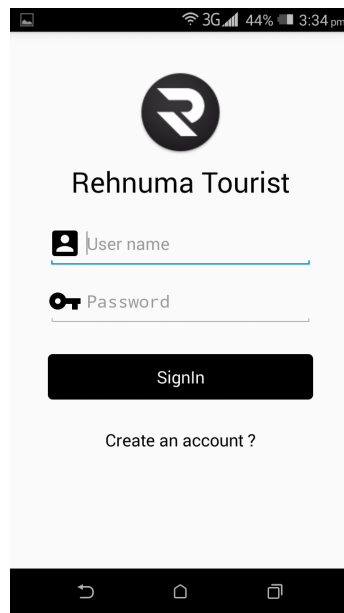 3G 44% 3:34 pm
Rehnuma Tourist
User name
Password
SignIn
Create an account ?